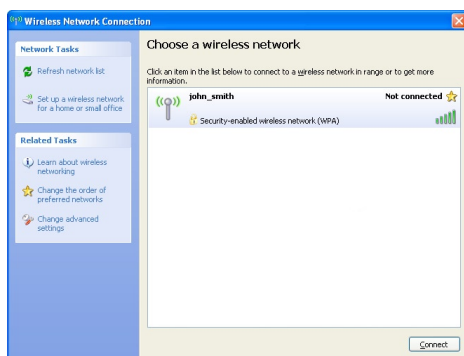 Wireless Network Connection
Network Tasks
Refresh network list
Set up a wireless network
for a home or small office
Related Tasks
Learn about wireless
networking
Change the order of
preferred networks
Change advanced
settings
Choose a wireless network
Click an item in the list below to connect to a wireless network in range or to get more
information.
john_smith
Not connected
Security-enabled wireless network (WPA)
Connect